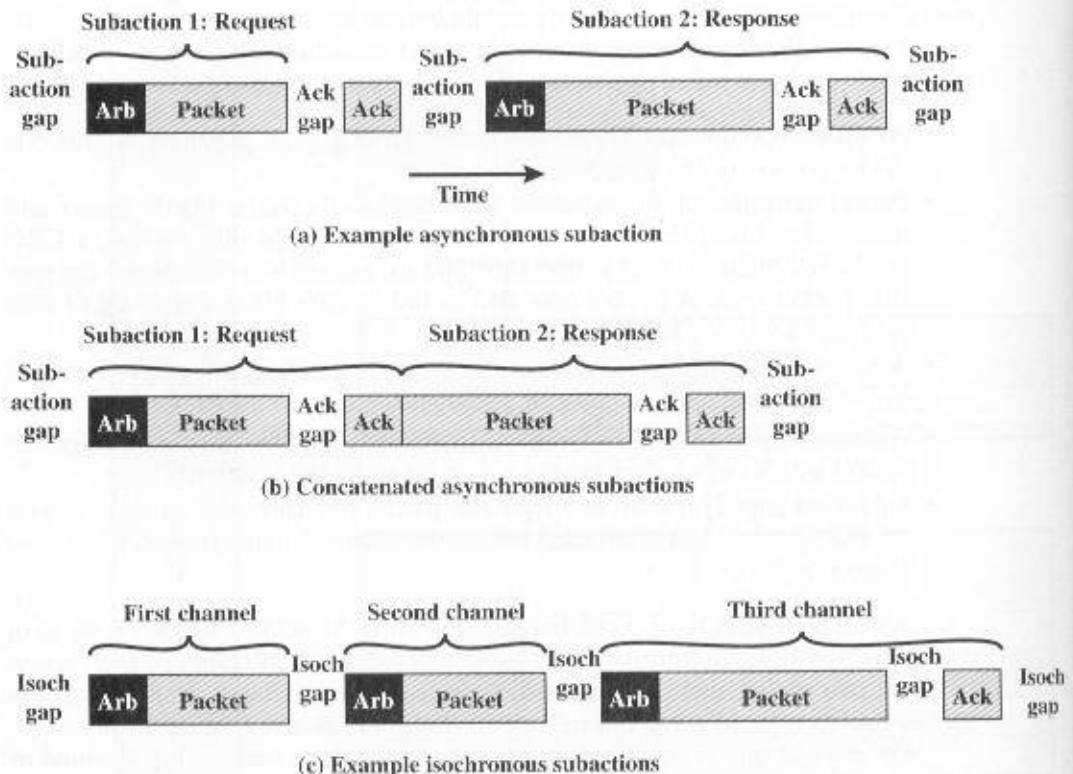 Subaction 1: Request
Subaction 2: Response
Sub-
action
gap
Arb
Packet
Ack
gap
Ack
Sub-
action
gap
Arb
Packet
Ack
gap
Ack
Sub-
action
gap
Time
(a) Example asynchronous subaction
Subaction 1: Request
Subaction 2: Response
Sub-
action
gap
Arb
Packet
Ack
gap
Ack
Packet
Ack
gap
Ack
Sub-
action
gap
(b) Concatenated asynchronous subactions
First channel
Second channel
Third channel
Isoch
gap
Arb
Packet
Isoch
gap
Arb
Packet
Isoch
gap
Arb
Packet
Isoch
gap
Ack
Isoch
gap
(c) Example isochronous subactions